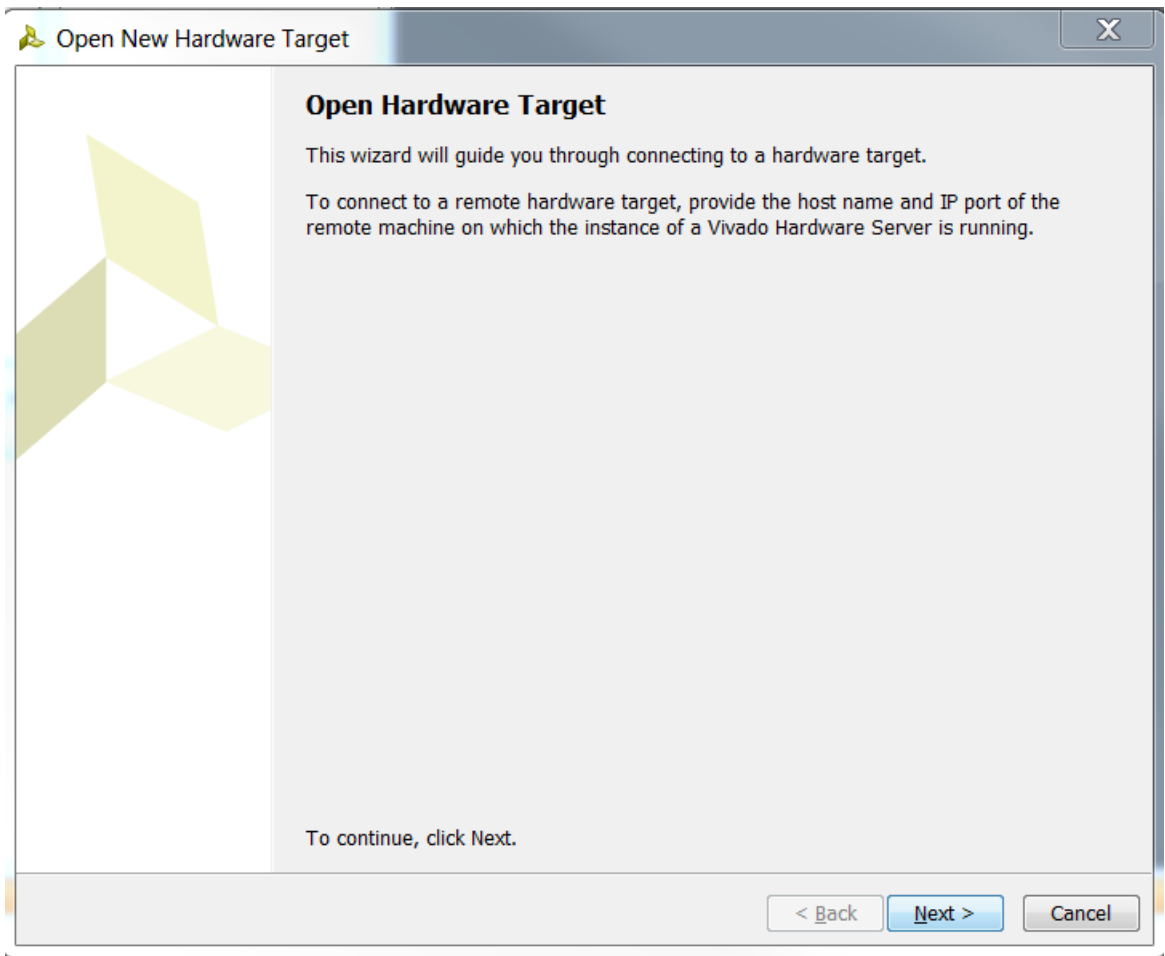 Open New Hardware Target
X
Open Hardware Target
This wizard will guide you through connecting to a hardware target.
To connect to a remote hardware target, provide the host name and IP port of the
remote machine on which the instance of a Vivado Hardware Server is running.
To continue, click Next.
< Back Next > Cancel